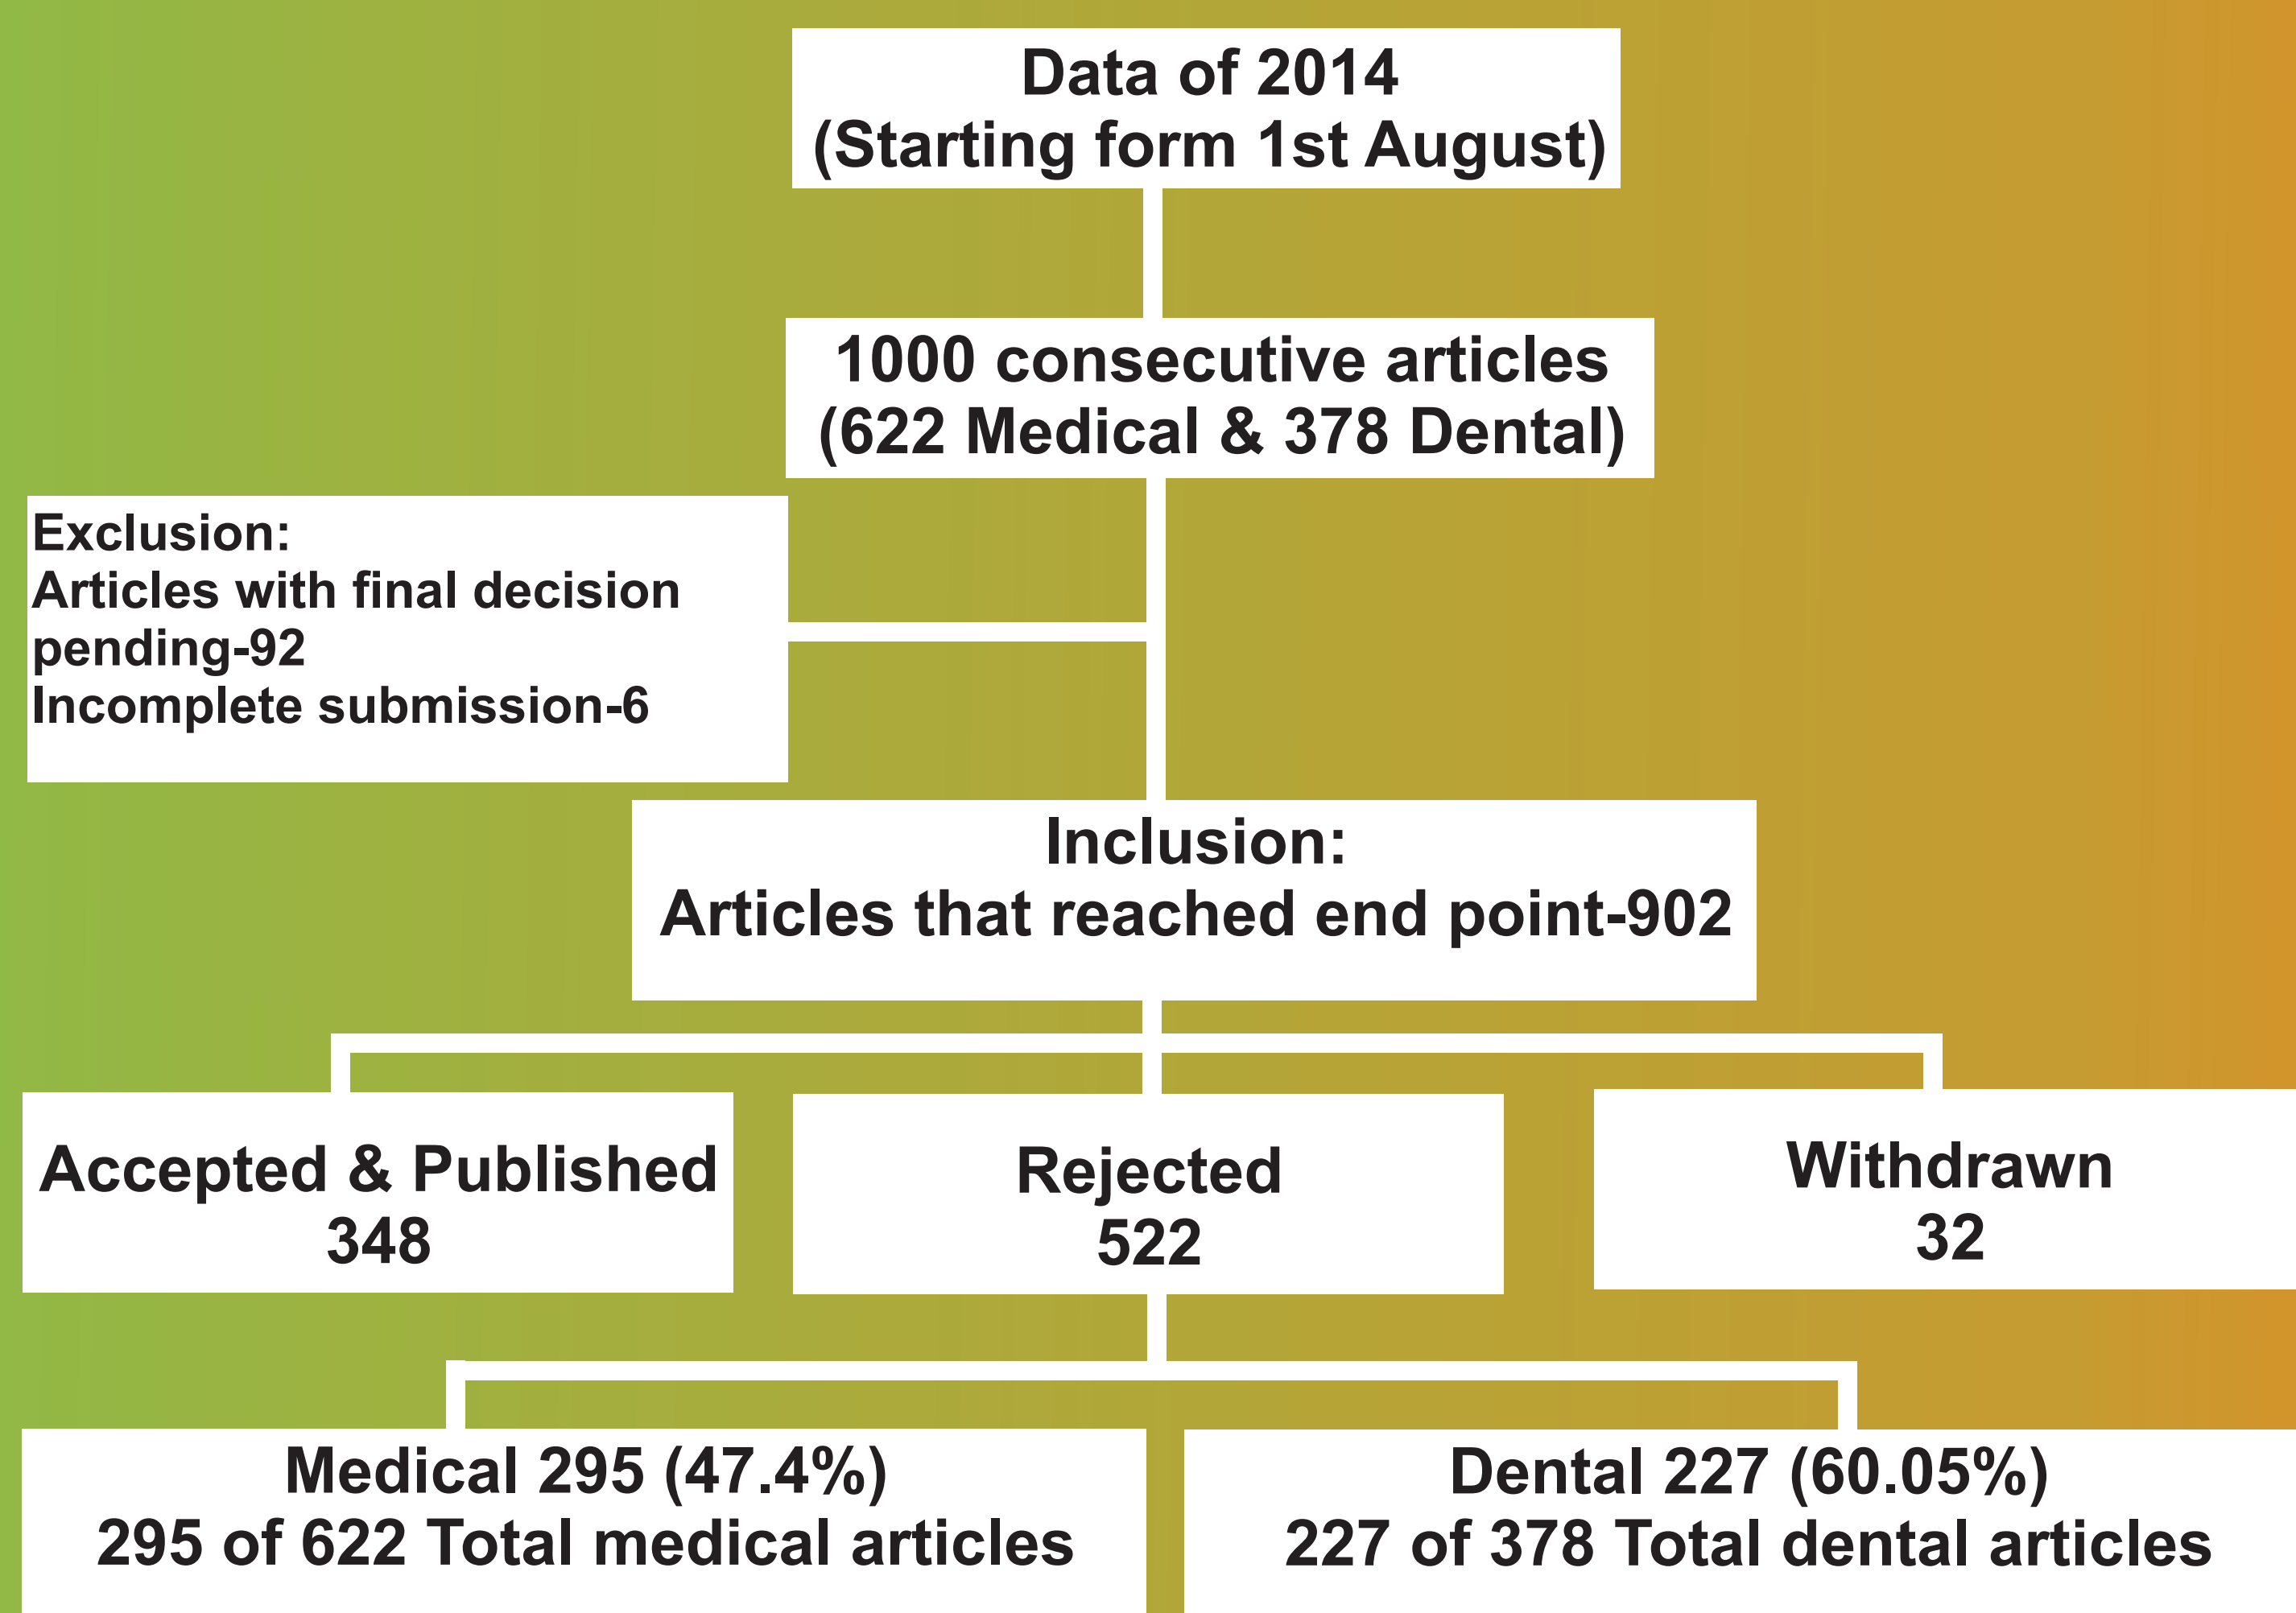 Data of 2014
(Starting form 1st August)
1000 consecutive articles
(622 Medical & 378 Dental)
Exclusion:
Articles with final decision
pending-92
Incomplete submission-6
Inclusion:
Articles that reached end point-902
Accepted & Published
348
Rejected
522
Withdrawn
32
Medical 295 (47.4%)
295 of 622 Total medical articles
Dental 227 (60.05%)
227 of 378 Total dental articles